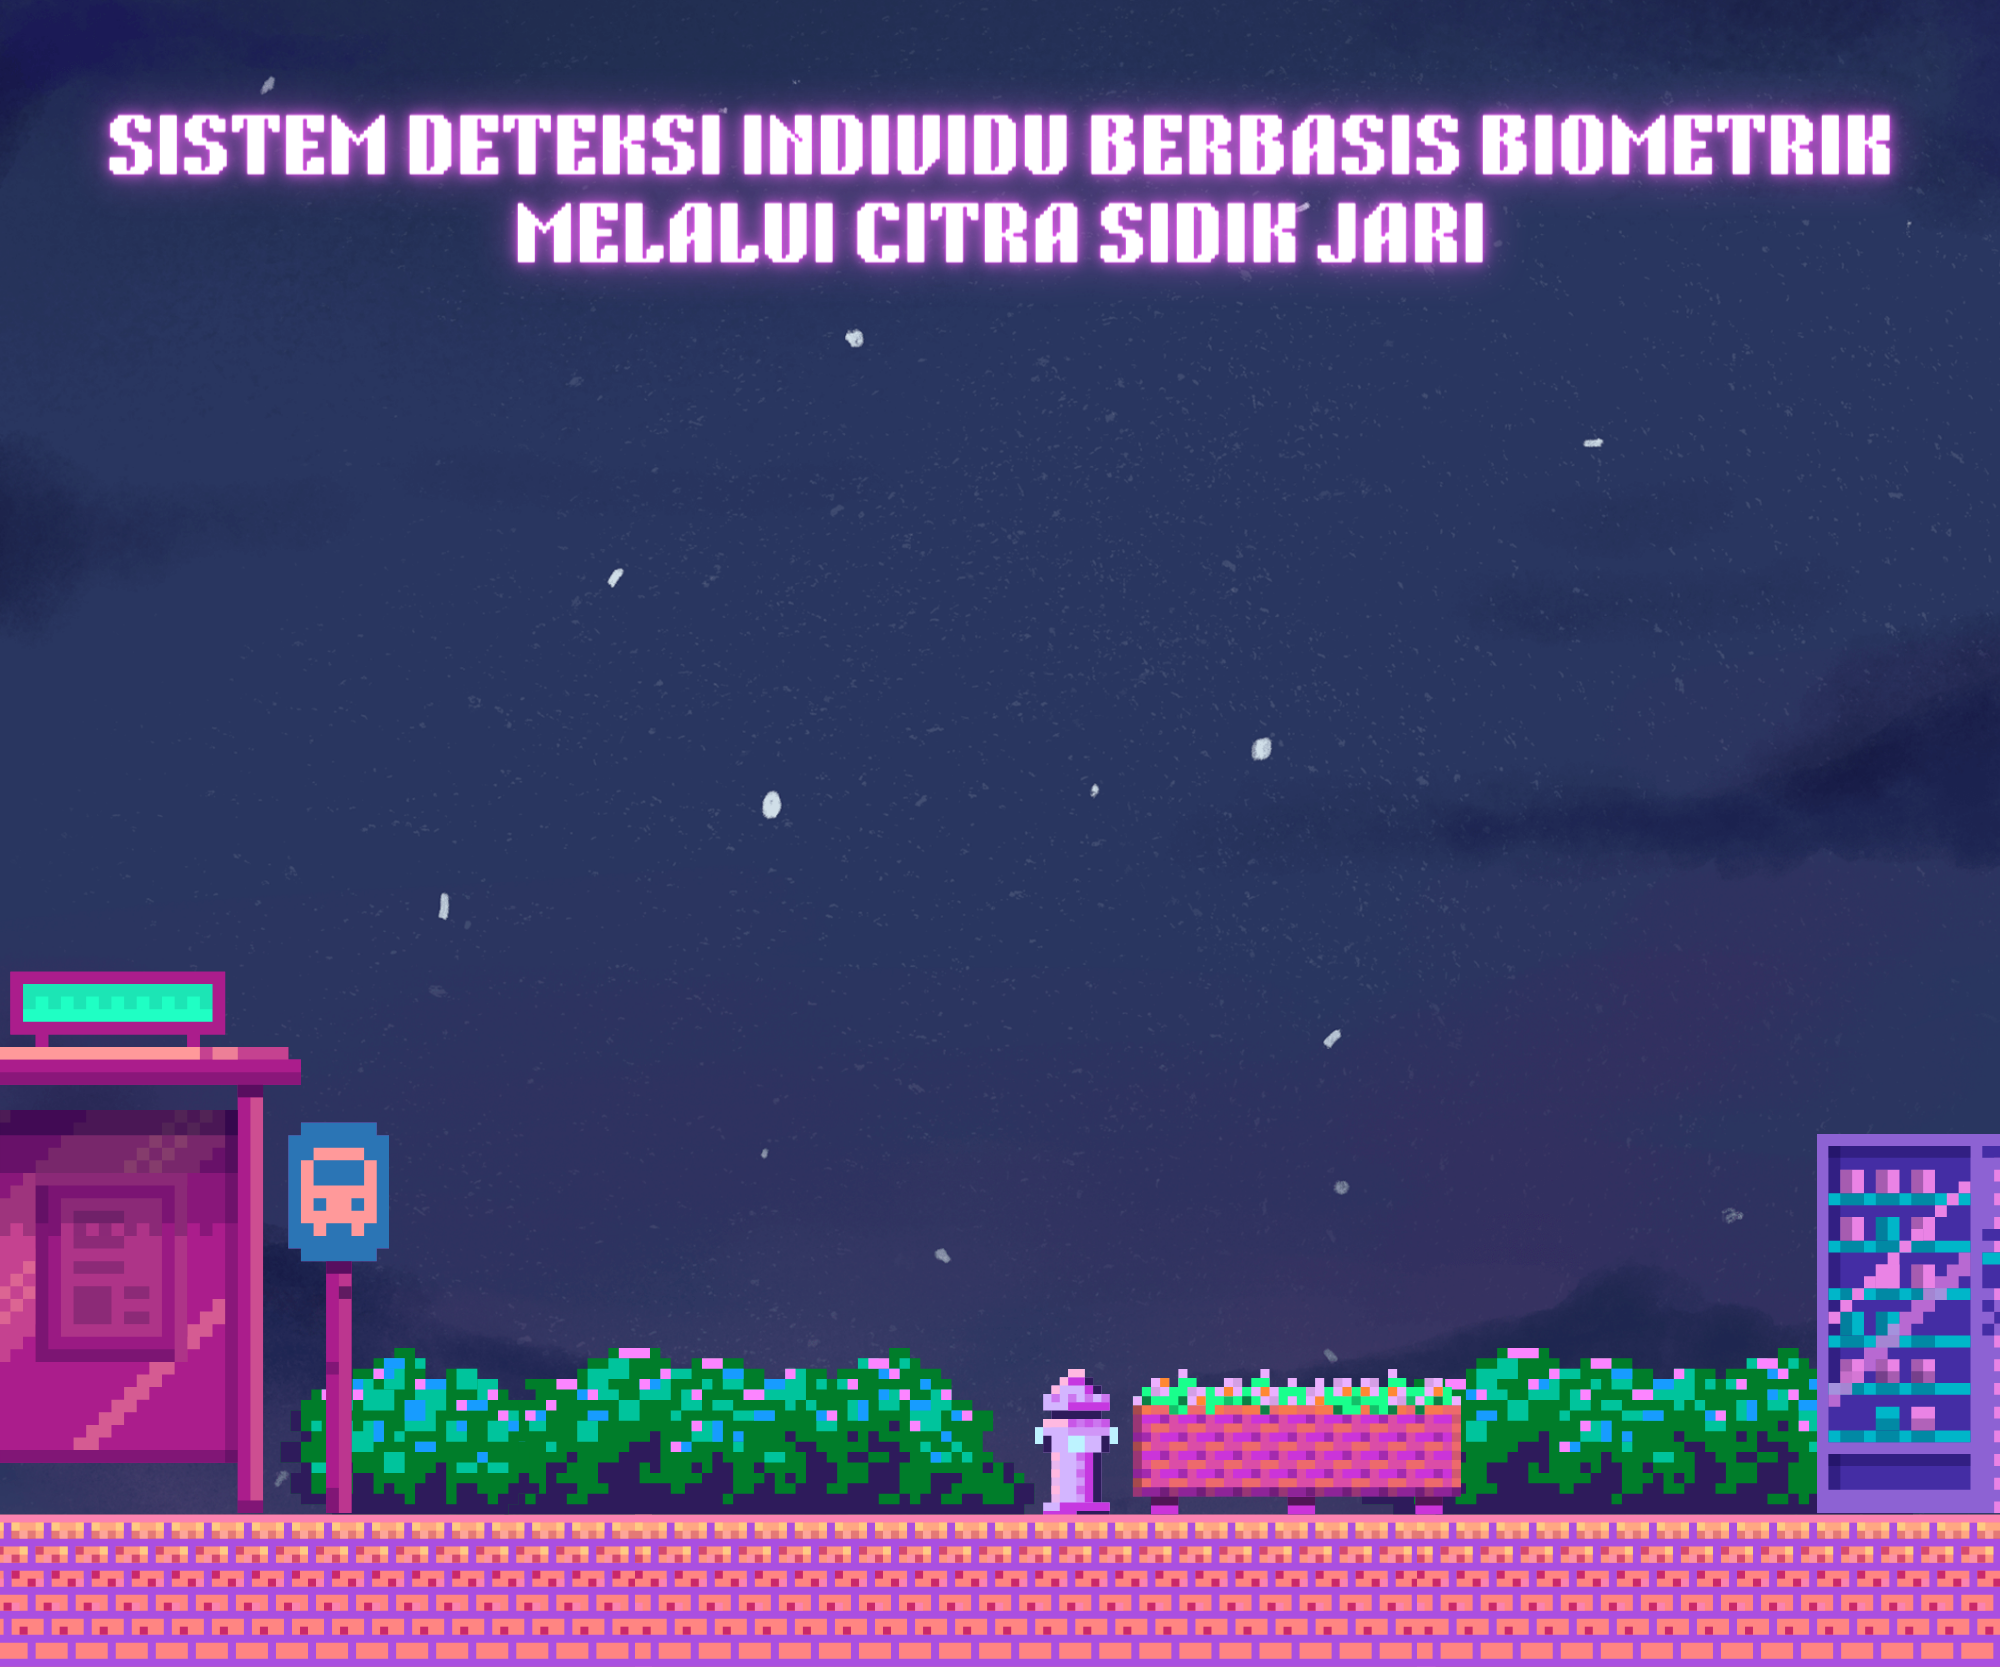 SISTEM DETEKSI INDIVIDU BERBASIS BIOMETRIK
MELALUI CITRA SIDIK JARI